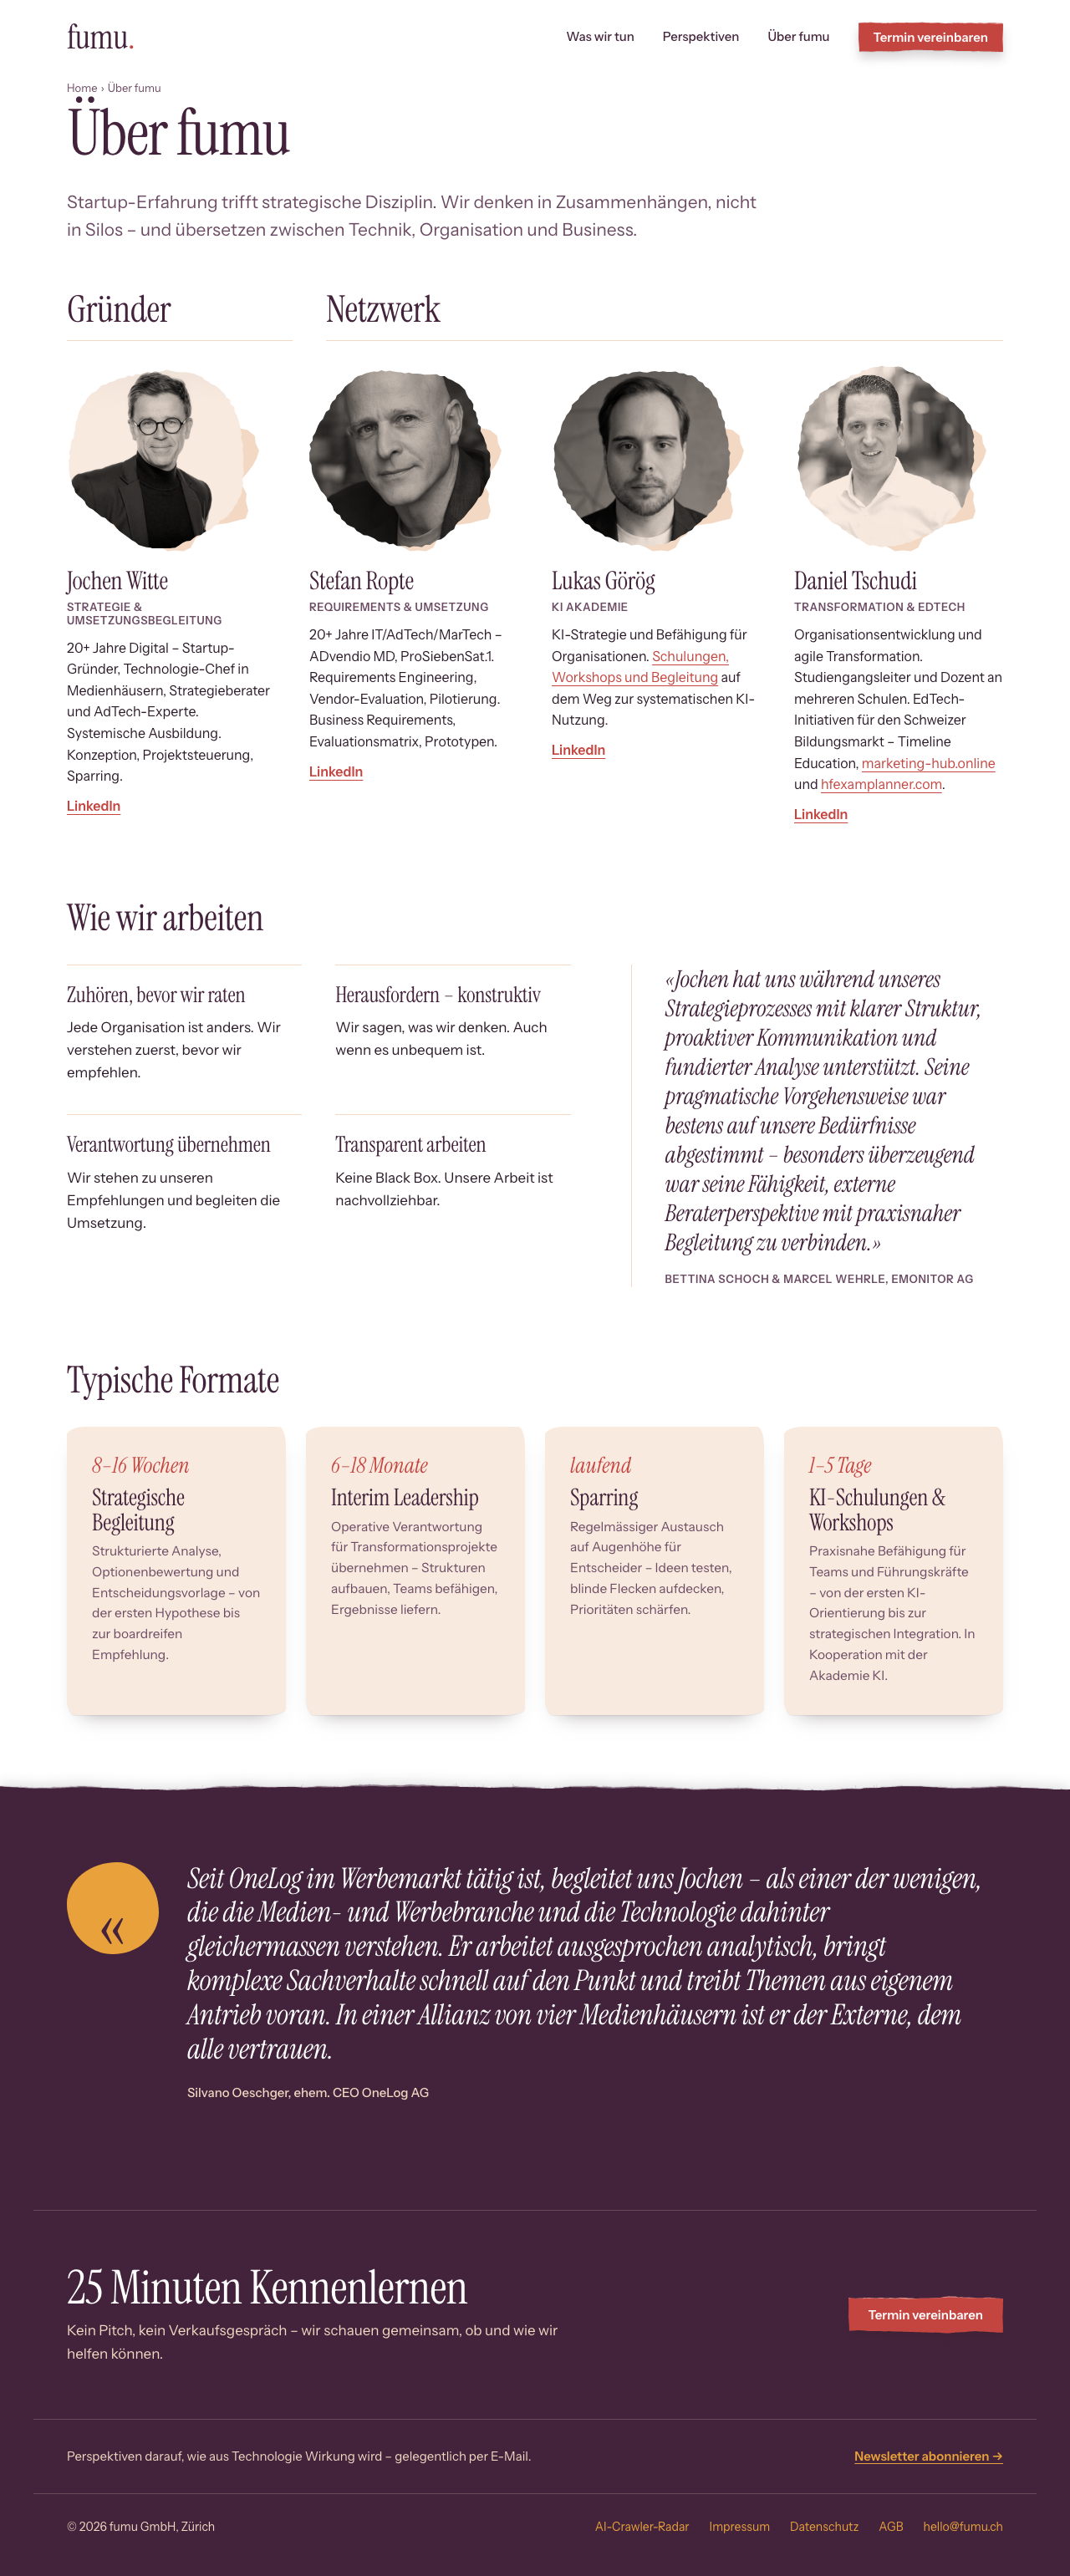 fumu.
Was wir tun
Perspektiven
Über fumu
Termin vereinbaren
Home › Über fumu
Über fumu
Startup-Erfahrung trifft strategische Disziplin. Wir denken in Zusammenhängen, nicht
in Silos – und übersetzen zwischen Technik, Organisation und Business.
Gründer
Netzwerk
Jochen Witte
STRATEGIE &
UMSETZUNGSBEGLEITUNG
20+ Jahre Digital – Startup-
Gründer, Technologie-Chef in
Medienhäusern, Strategieberater
und AdTech-Experte.
Systemische Ausbildung.
Konzeption, Projektsteuerung,
Sparring.
LinkedIn
Stefan Ropte
REQUIREMENTS & UMSETZUNG
20+ Jahre IT/AdTech/MarTech –
ADvendio MD, ProSiebenSat.1.
Requirements Engineering,
Vendor-Evaluation, Pilotierung.
Business Requirements,
Evaluationsmatrix, Prototypen.
LinkedIn
Lukas Görög
KI AKADEMIE
KI-Strategie und Befähigung für
Organisationen. Schulungen,
Workshops und Begleitung auf
dem Weg zur systematischen KI-
Nutzung.
LinkedIn
Daniel Tschudi
TRANSFORMATION & EDTECH
Organisationsentwicklung und
agile Transformation.
Studiengangsleiter und Dozent an
mehreren Schulen. EdTech-
Initiativen für den Schweizer
Bildungsmarkt – Timeline
Education, marketing-hub.online
und hfexamplanner.com.
LinkedIn
Wie wir arbeiten
Zuhören, bevor wir raten
Jede Organisation ist anders. Wir
verstehen zuerst, bevor wir
empfehlen.
Herausfordern – konstruktiv
Wir sagen, was wir denken. Auch
wenn es unbequem ist.
Verantwortung übernehmen
Wir stehen zu unseren
Empfehlungen und begleiten die
Umsetzung.
Transparent arbeiten
Keine Black Box. Unsere Arbeit ist
nachvollziehbar.
«Jochen hat uns während unseres
Strategieprozesses mit klarer Struktur,
proaktiver Kommunikation und
fundierter Analyse unterstützt. Seine
pragmatische Vorgehensweise war
bestens auf unsere Bedürfnisse
abgestimmt – besonders überzeugend
war seine Fähigkeit, externe
Beraterperspektive mit praxisnaher
Begleitung zu verbinden.»
BETTINA SCHOCH & MARCEL WEHRLE, EMONITOR AG
Typische Formate
8–16 Wochen
Strategische
Begleitung
Strukturierte Analyse,
Optionenbewertung und
Entscheidungsvorlage – von
der ersten Hypothese bis
zur boardreifen
Empfehlung.
6–18 Monate
Interim Leadership
Operative Verantwortung
für Transformationsprojekte
übernehmen – Strukturen
aufbauen, Teams befähigen,
Ergebnisse liefern.
laufend
Sparring
Regelmässiger Austausch
auf Augenhöhe für
Entscheider – Ideen testen,
blinde Flecken aufdecken,
Prioritäten schärfen.
1–5 Tage
KI-Schulungen &
Workshops
Praxisnahe Befähigung für
Teams und Führungskräfte
– von der ersten KI-
Orientierung bis zur
strategischen Integration. In
Kooperation mit der
Akademie KI.
«
Seit OneLog im Werbemarkt tätig ist, begleitet uns Jochen – als einer der wenigen,
die die Medien- und Werbebranche und die Technologie dahinter
gleichermassen verstehen. Er arbeitet ausgesprochen analytisch, bringt
komplexe Sachverhalte schnell auf den Punkt und treibt Themen aus eigenem
Antrieb voran. In einer Allianz von vier Medienhäusern ist er der Externe, dem
alle vertrauen.
Silvano Oeschger, ehem. CEO OneLog AG
25 Minuten Kennenlernen
Kein Pitch, kein Verkaufsgespräch – wir schauen gemeinsam, ob und wie wir
helfen können.
Termin vereinbaren
Perspektiven darauf, wie aus Technologie Wirkung wird – gelegentlich per E-Mail.
Newsletter abonnieren →
© 2026 fumu GmbH, Zürich
AI-Crawler-Radar
Impressum
Datenschutz
AGB
hello@fumu.ch